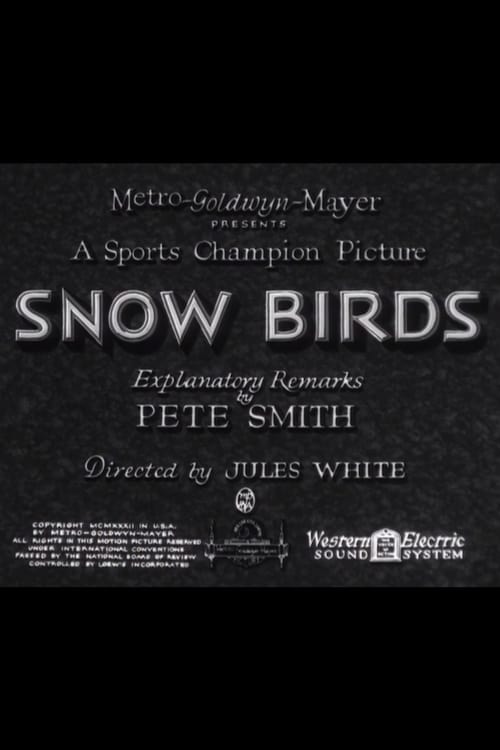 Metro-Goldwyn-Mayer
PRESENTS
A Sports Champion Picture
SNOW BIRDS
Explanatory Remarks
by
PETE SMITH
Directed by JULES WHITE
COPYRIGHT MCMXXXII IN U.S.A.
BY METRO-GOLDWYN-MAYER
ALL RIGHTS IN THIS MOTION PICTURE RESERVED
UNDER INTERNATIONAL CONVENTIONS
PASSED BY THE NATIONAL BOARD OF REVIEW
CONTROLLED BY LOEW'S INCORPORATED
Western Electric
SOUND SYSTEM